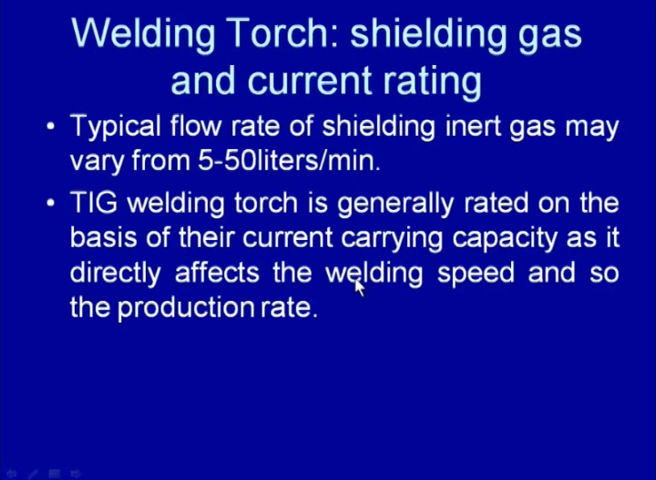 Welding Torch: shielding gas
and current rating
• Typical flow rate of shielding inert gas may
vary from 5-50liters/min.
• TIG welding torch is generally rated on the
basis of their current carrying capacity as it
directly affects the welding speed and so
the production rate.